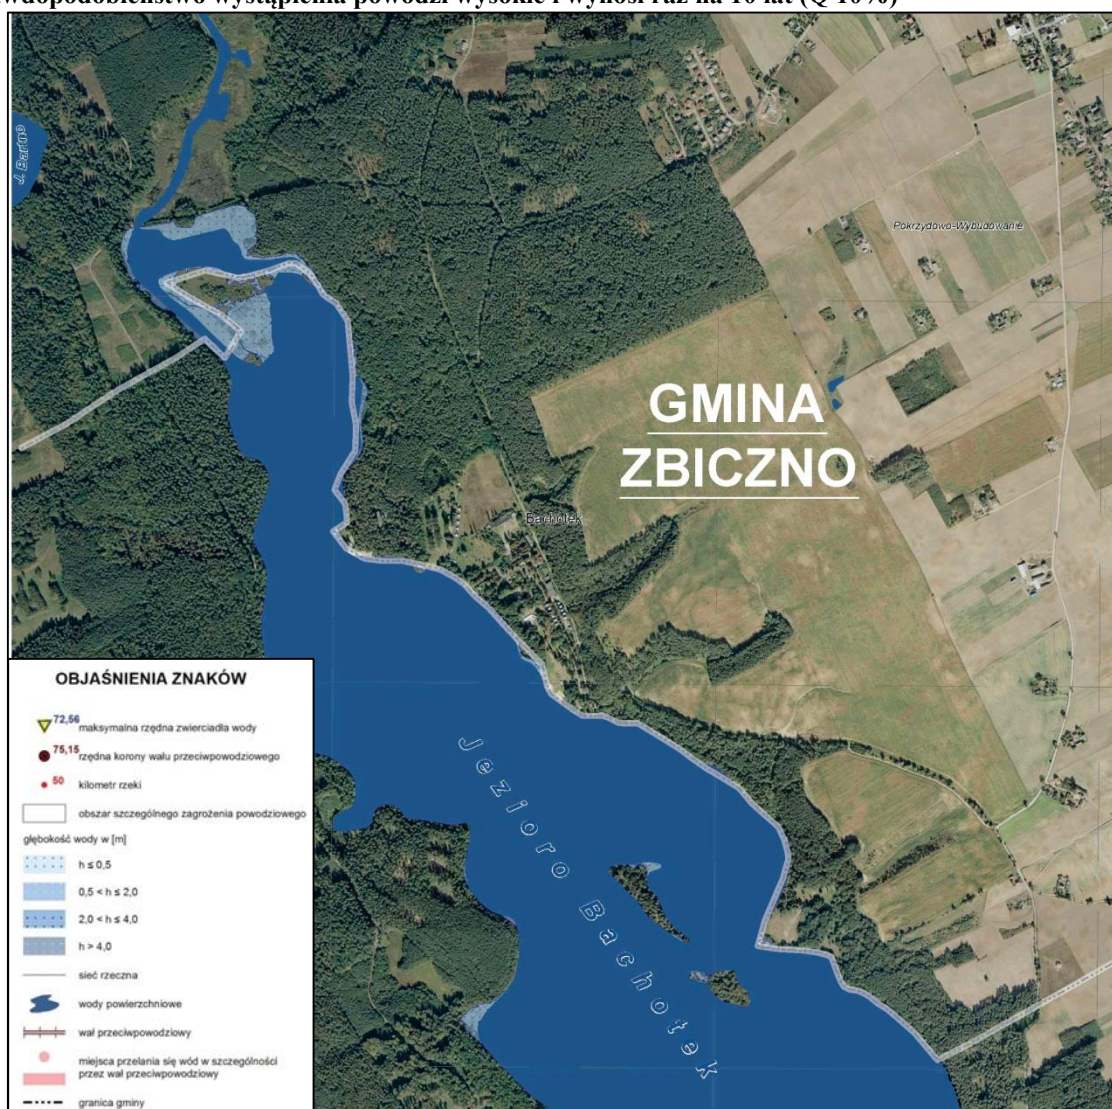 wystąpienia powodzi wysokie i wynosi raz na 10 lat (Q 10%)
J. Bartne
Pokrzydowo-Wybudowanie
GMINA
ZBICZNO
Bachotek
Jezioro Bachotek
OBJAŚNIENIA ZNAKÓW
72,56 maksymalna rzędna zwierciadła wody
75,15 rzędna korony wału przeciwpowodziowego
50 kilometr rzeki
obszar szczególnego zagrożenia powodziowego
głębokość wody w [m]
h ≤ 0,5
0,5 < h ≤ 2,0
2,0 < h ≤ 4,0
h > 4,0
sieć rzeczna
wody powierzchniowe
wał przeciwpowodziowy
miejsca przelania się wód w szczególności
przez wał przeciwpowodziowy
granica gminy